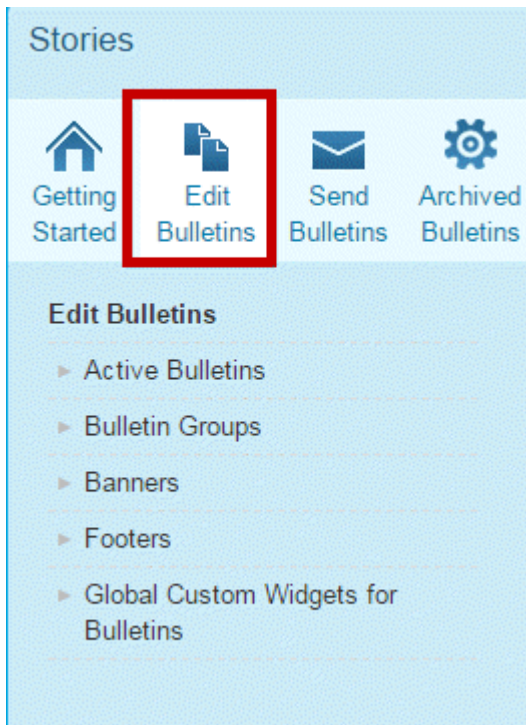 Stories
Getting Started
Edit Bulletins
Send Bulletins
Archived Bulletins
Edit Bulletins
Active Bulletins
Bulletin Groups
Banners
Footers
Global Custom Widgets for
Bulletins